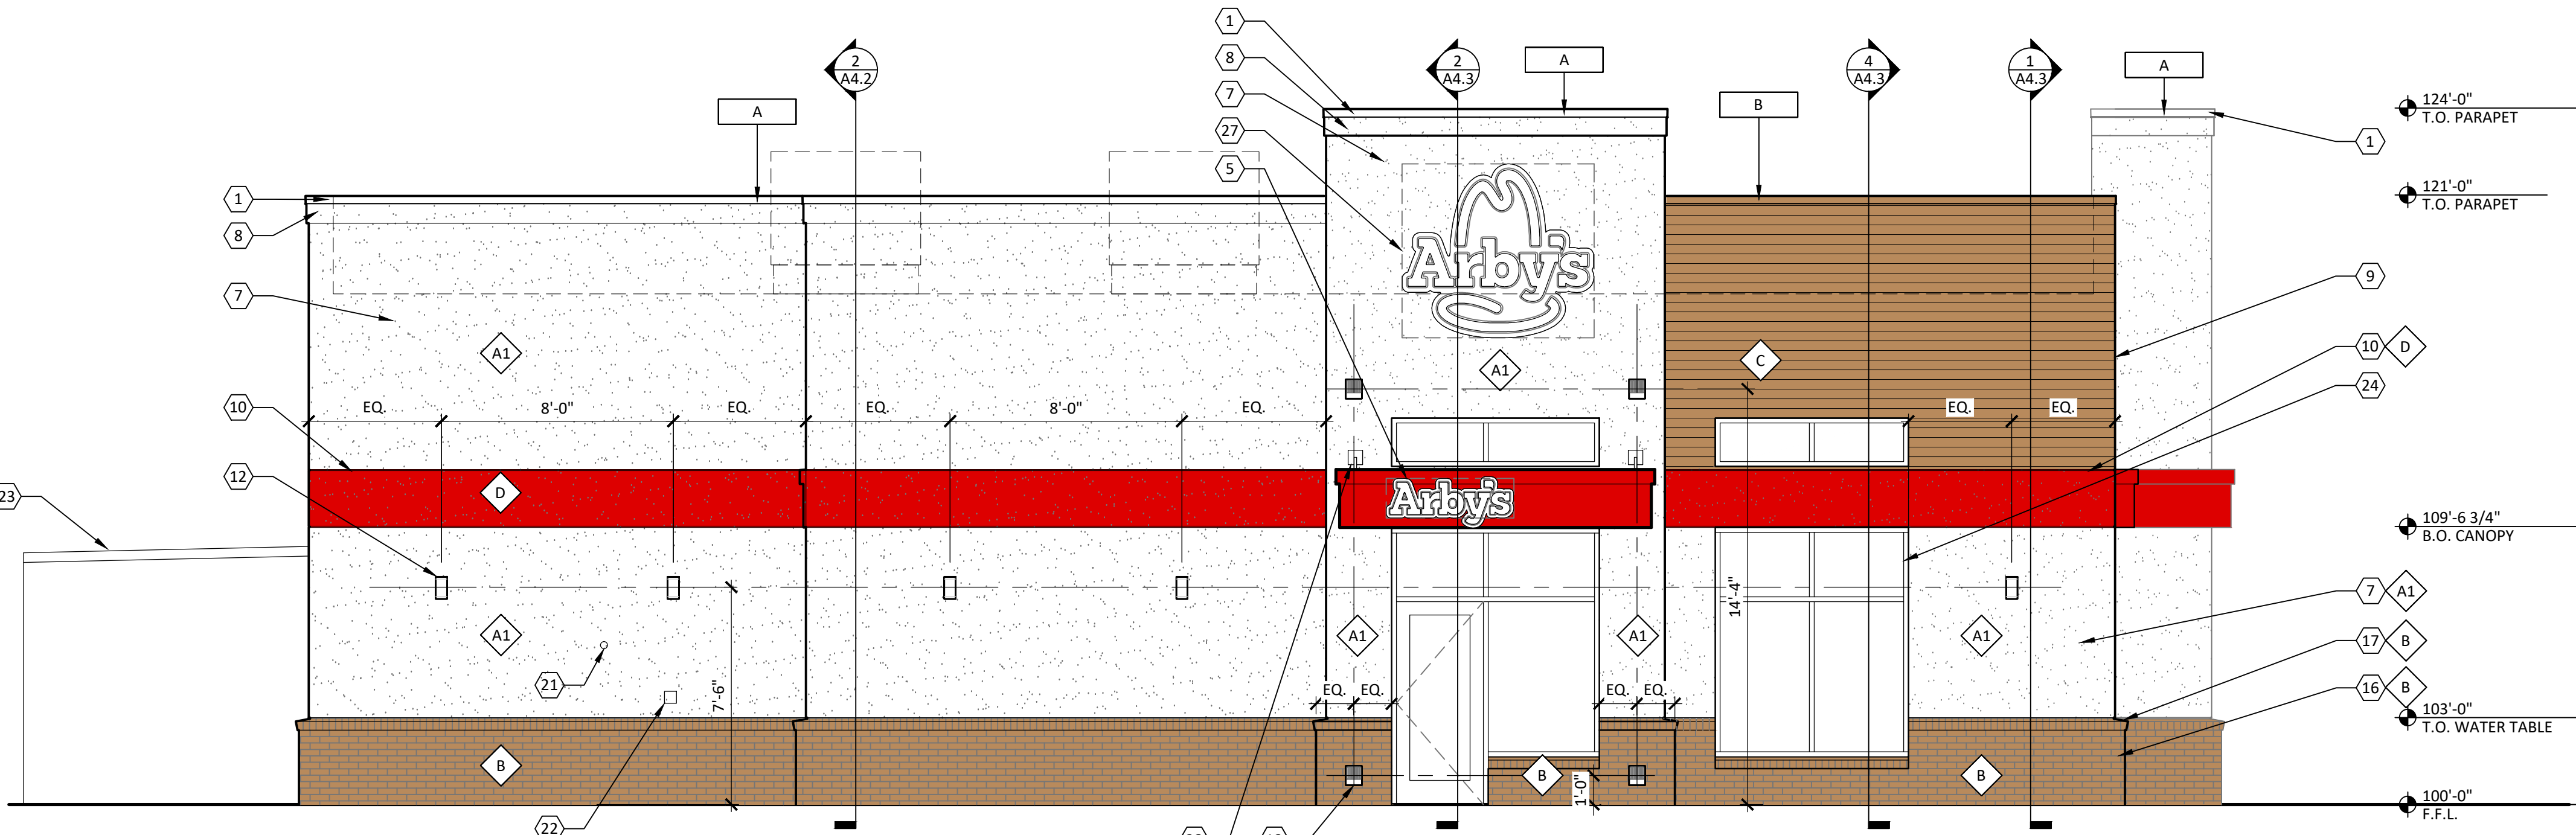 1
8
7
27
5
2
A4.2
2
A4.3
A
4
A4.3
1
A4.3
A
A
B
124'-0"
T.O. PARAPET
1
121'-0"
T.O. PARAPET
1
8
7
Arby's
9
A1
A1
C
10
D
24
10
EQ.
8'-0"
EQ.
EQ.
8'-0"
EQ.
EQ.
EQ.
12
23
D
Arby's
109'-6 3/4"
B.O. CANOPY
14'-4"
7
A1
A1
A1
A1
A1
17
B
21
7'-6"
EQ.
EQ.
EQ.
EQ.
16
B
103'-0"
T.O. WATER TABLE
B
B
B
1'-0"
22
100'-0"
F.F.L.